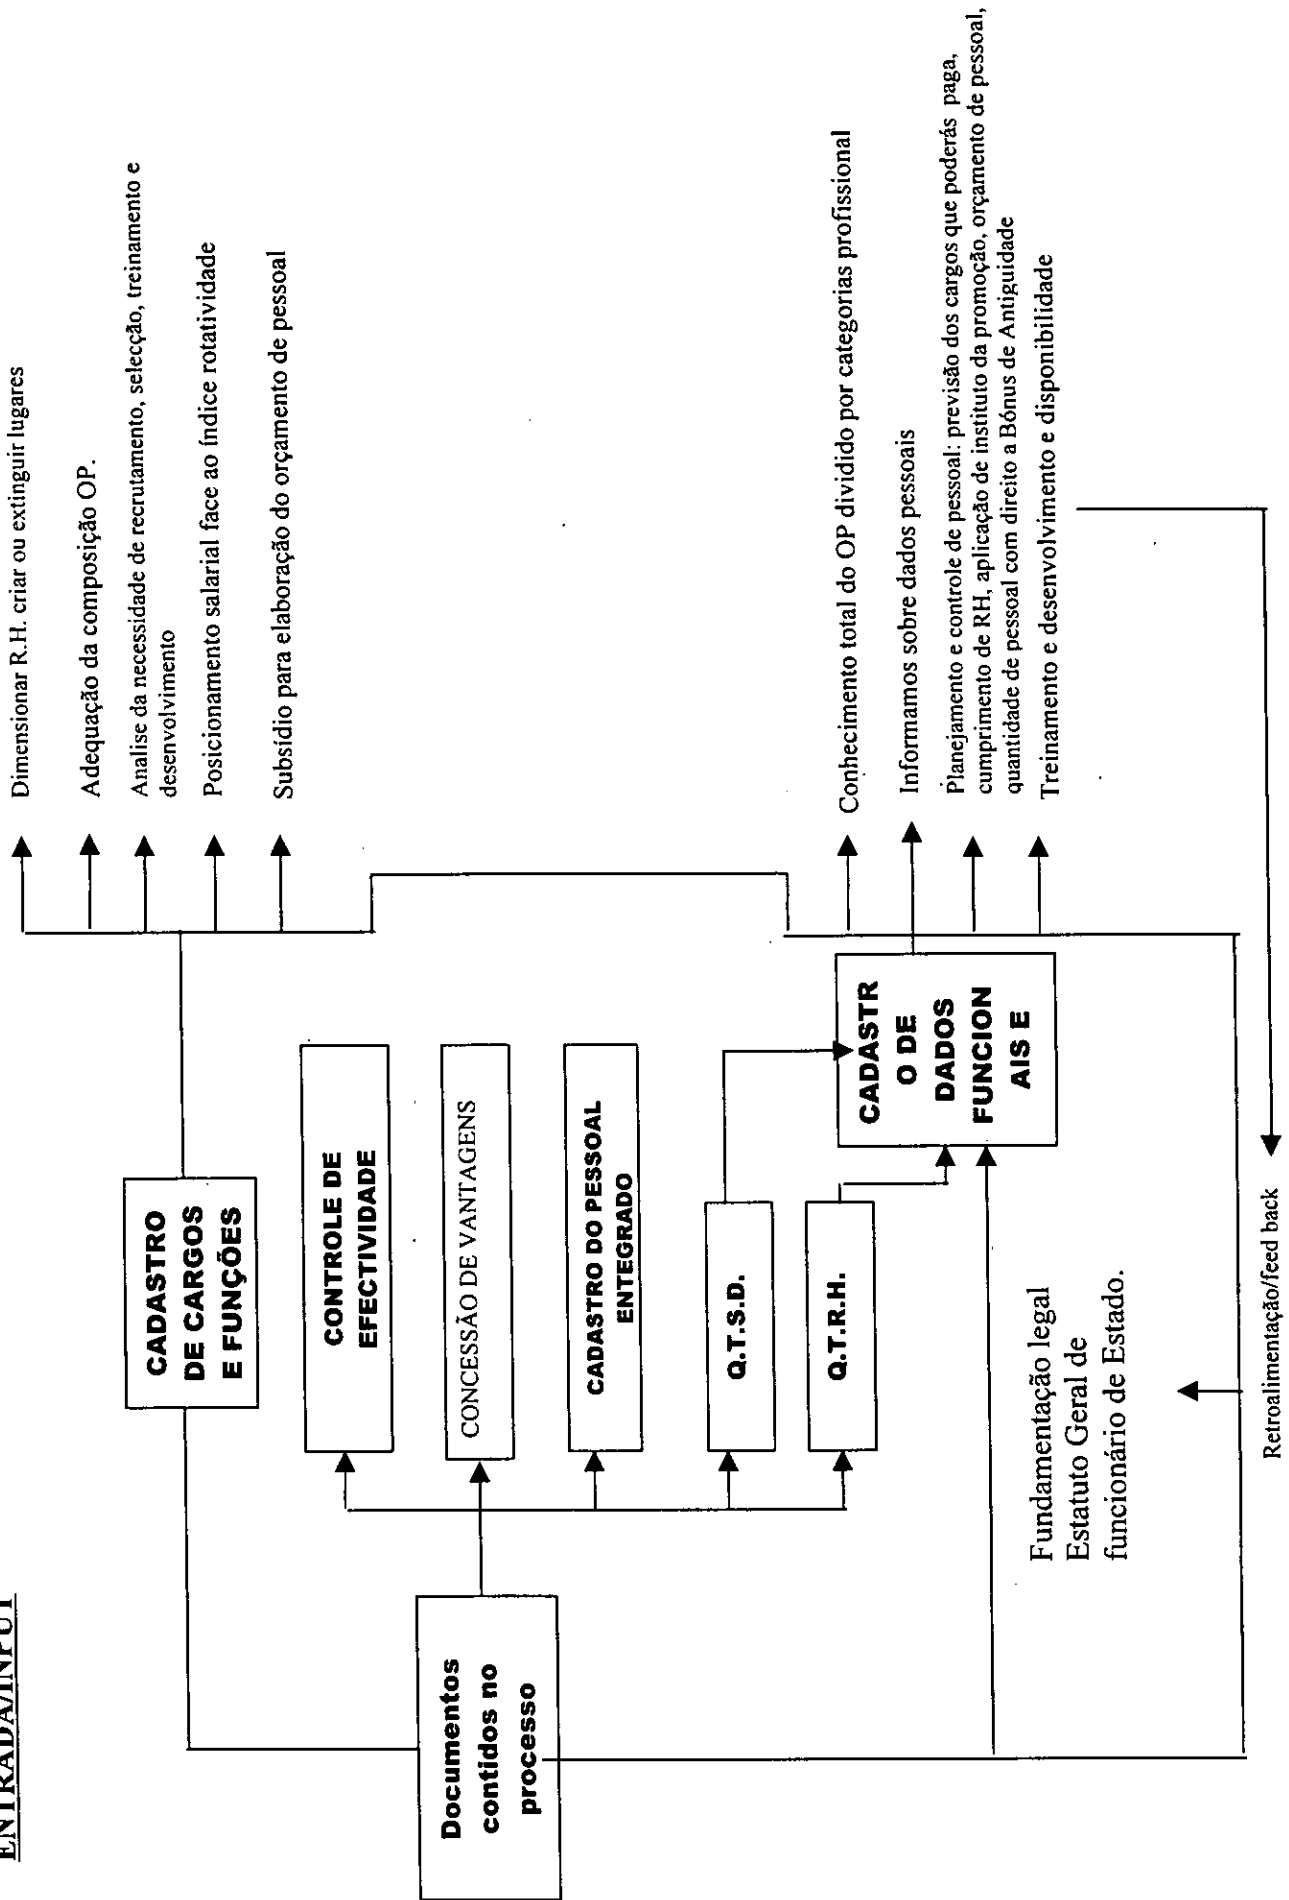 ENTRADA/INPUT
Dimensionar R.H. criar ou extinguir lugares
Adequação da composição OP.
Analise da necessidade de recrutamento, selecção, treinamento e
desenvolvimento
Posicionamento salarial face ao índice rotatividade
Subsídio para elaboração do orçamento de pessoal
CADASTRO
DE CARGOS
E FUNÇÕES
CONTROLE DE
EFECTIVIDADE
CONCESSÃO DE VANTAGENS
CADASTRO DO PESSOAL
ENTEGRADO
Q.T.S.D.
Q.T.R.H.
Documentos
contidos no
processo
CADASTR
O DE
DADOS
FUNCION
AIS E
Conhecimento total do OP dividido por categorias profissional
Informamos sobre dados pessoais
Planejamento e controle de pessoal: previsão dos cargos que poderás paga,
cumprimento de RH, aplicação de instituto da promoção, orçamento de pessoal,
quantidade de pessoal com direito a Bónus de Antiguidade
Treinamento e desenvolvimento e disponibilidade
Fundamentação legal
Estatuto Geral de
funcionário de Estado.
Retroalimentação/feed back